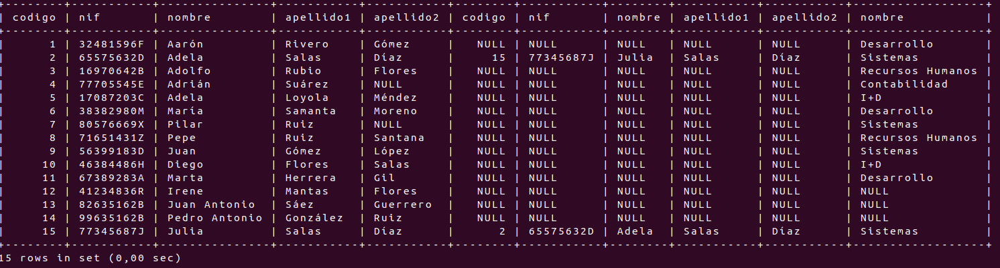 +--------+-----------+---------------+-----------+-----------+--------+-----------+--------+-----------+-----------+------------------+
| codigo | nif | nombre | apellido1 | apellido2 | codigo | nif | nombre | apellido1 | apellido2 | nombre |
+--------+-----------+---------------+-----------+-----------+--------+-----------+--------+-----------+-----------+------------------+
| 1 | 32481596F | Aarón | Rivero | Gómez | NULL | NULL | NULL | NULL | NULL | Desarrollo |
| 2 | 65575632D | Adela | Salas | Díaz | 15 | 77345687J | Julia | Salas | Díaz | Sistemas |
| 3 | 16970642B | Adolfo | Rubio | Flores | NULL | NULL | NULL | NULL | NULL | Recursos Humanos |
| 4 | 77705545E | Adrián | Suárez | NULL | NULL | NULL | NULL | NULL | NULL | Contabilidad |
| 5 | 17087203C | Adela | Loyola | Méndez | NULL | NULL | NULL | NULL | NULL | I+D |
| 6 | 38382980M | María | Samanta | Moreno | NULL | NULL | NULL | NULL | NULL | Desarrollo |
| 7 | 80576669X | Pilar | Ruiz | NULL | NULL | NULL | NULL | NULL | NULL | Sistemas |
| 8 | 71651431Z | Pepe | Ruiz | Santana | NULL | NULL | NULL | NULL | NULL | Recursos Humanos |
| 9 | 56399183D | Juan | Gómez | López | NULL | NULL | NULL | NULL | NULL | Sistemas |
| 10 | 46384486H | Diego | Flores | Salas | NULL | NULL | NULL | NULL | NULL | I+D |
| 11 | 67389283A | Marta | Herrera | Gil | NULL | NULL | NULL | NULL | NULL | Desarrollo |
| 12 | 41234836R | Irene | Mantas | Flores | NULL | NULL | NULL | NULL | NULL | NULL |
| 13 | 82635162B | Juan Antonio | Sáez | Guerrero | NULL | NULL | NULL | NULL | NULL | NULL |
| 14 | 99635162B | Pedro Antonio | González | Ruiz | NULL | NULL | NULL | NULL | NULL | NULL |
| 15 | 77345687J | Julia | Salas | Díaz | 2 | 65575632D | Adela | Salas | Díaz | Sistemas |
+--------+-----------+---------------+-----------+-----------+--------+-----------+--------+-----------+-----------+------------------+
15 rows in set (0,00 sec)